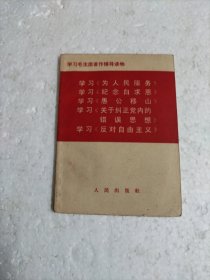 学习毛主席著作辅导读物
学习《为人民服务》
学习《纪念白求恩》
学习《愚公移山》
学习《关于纠正党内的
错误思想》
学习《反对自由主义》
人民出版社